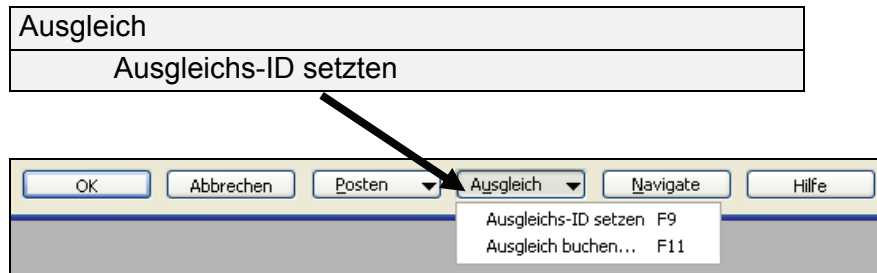 Ausgleich
Ausgleichs-ID setzten
OK Abbrechen Posten Ausgleich Navigate Hilfe
Ausgleichs-ID setzen F9
Ausgleich buchen... F11